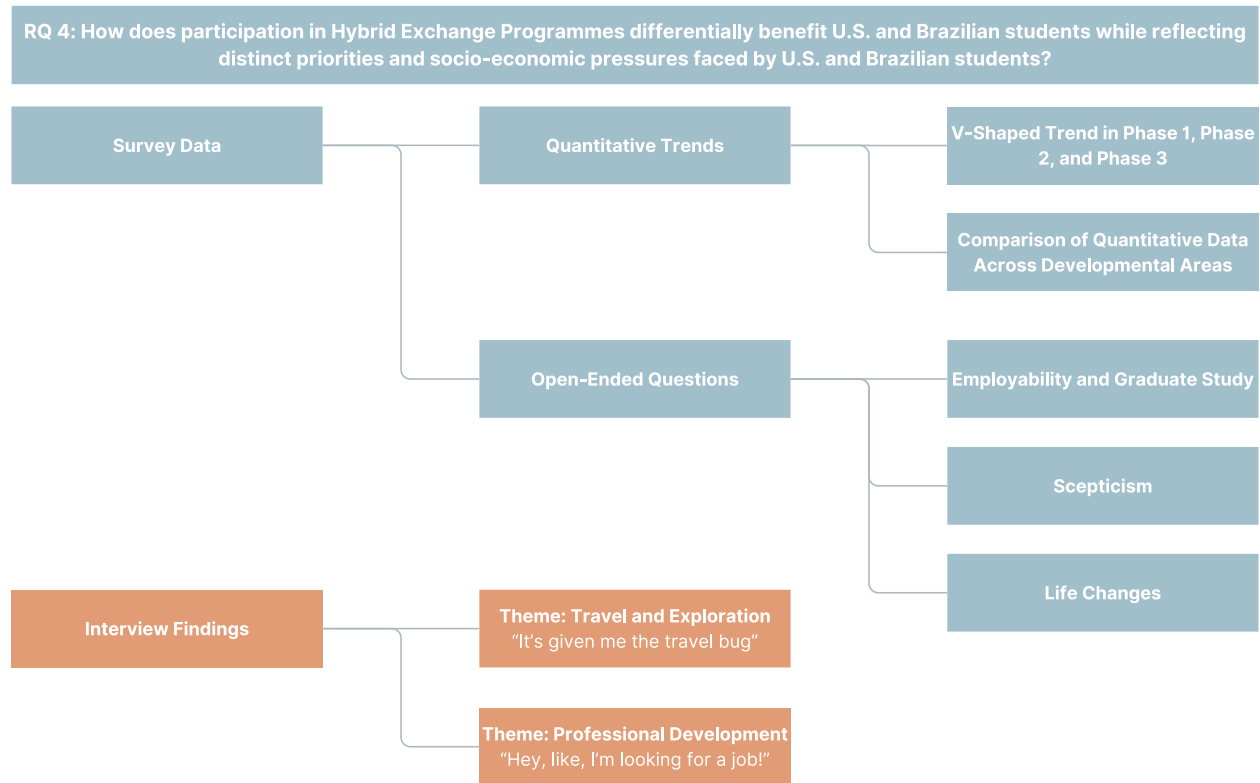 RQ 4: How does participation in Hybrid Exchange Programmes differentially benefit U.S. and Brazilian students while reflecting
distinct priorities and socio-economic pressures faced by U.S. and Brazilian students?
Survey Data
Quantitative Trends
V-Shaped Trend in Phase 1, Phase
2, and Phase 3
Comparison of Quantitative Data
Across Developmental Areas
Open-Ended Questions
Employability and Graduate Study
Scepticism
Life Changes
Interview Findings
Theme: Travel and Exploration
“It’s given me the travel bug”
Theme: Professional Development
“Hey, like, I’m looking for a job!”